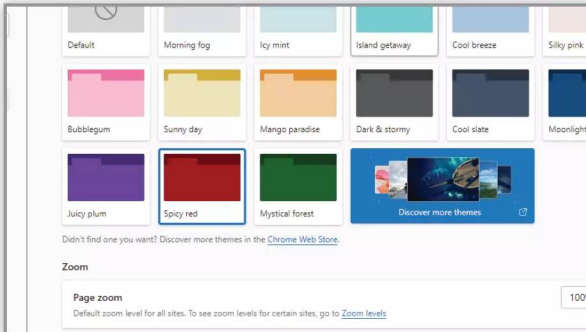 Default Morning fog Icy mint Island getaway Cool breeze Silky pink
Bubblegum Sunny day Mango paradise Dark & stormy Cool slate Moonlight
Juicy plum Spicy red Mystical forest Discover more themes
Didn't find one you want? Discover more themes in the Chrome Web Store.
Zoom
Page zoom
100%
Default zoom level for all sites. To see zoom levels for certain sites, go to Zoom levels